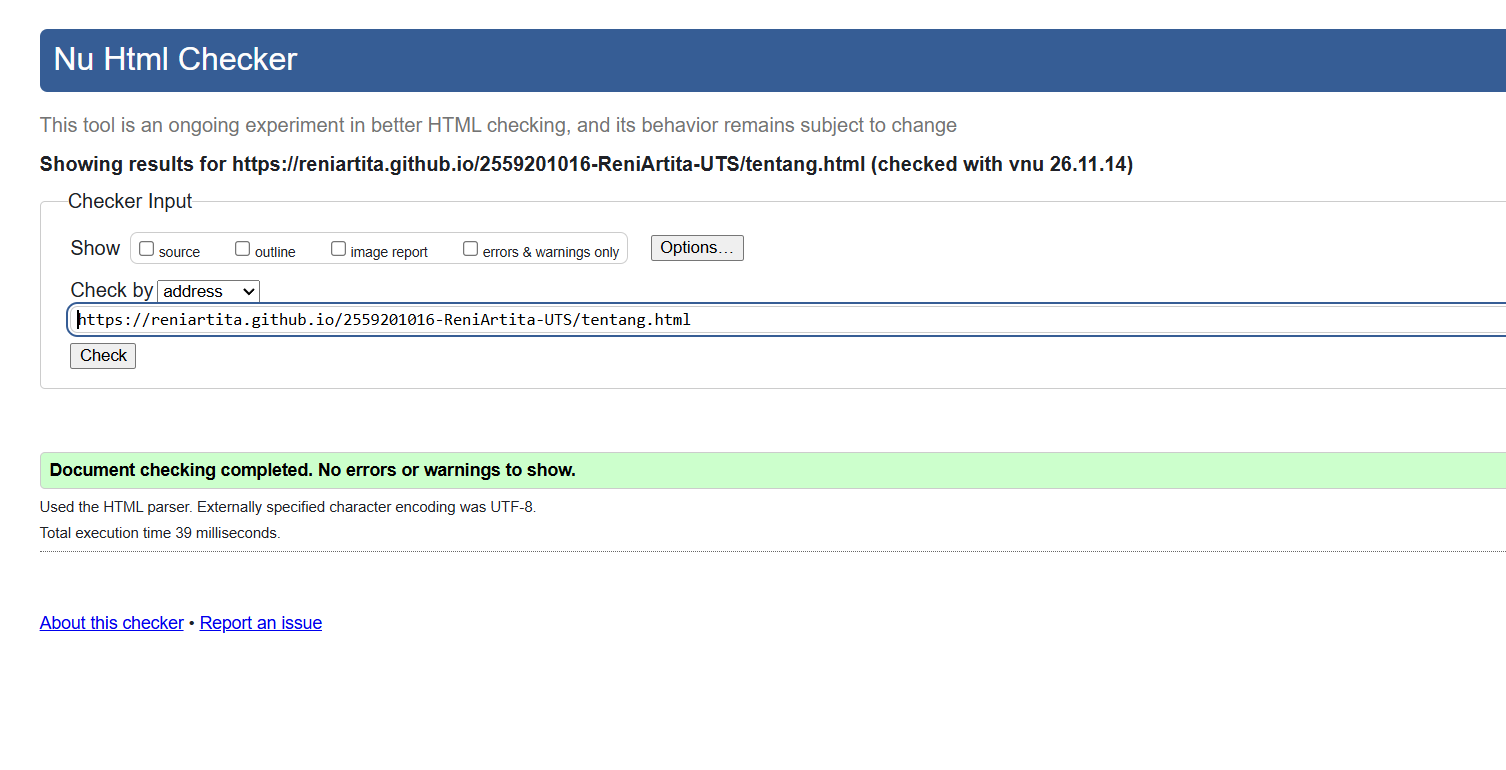 Nu Html Checker
This tool is an ongoing experiment in better HTML checking, and its behavior remains subject to change
Showing results for https://reniartita.github.io/2559201016-ReniArtita-UTS/tentang.html (checked with vnu 26.11.14)
Checker Input
Show source outline image report errors & warnings only Options…
Check by address
https://reniartita.github.io/2559201016-ReniArtita-UTS/tentang.html
Check
Document checking completed. No errors or warnings to show.
Used the HTML parser. Externally specified character encoding was UTF-8.
Total execution time 39 milliseconds.
About this checker • Report an issue